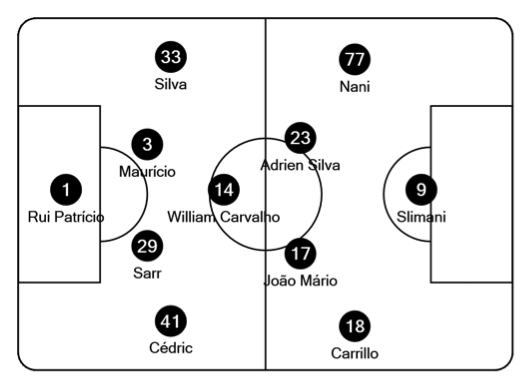 33
Silva
77
Nani
3
Maurício
23
Adrien Silva
1
Rui Patrício
14
William Carvalho
9
Slimani
29
Sarr
17
João Mário
41
Cédric
18
Carrillo